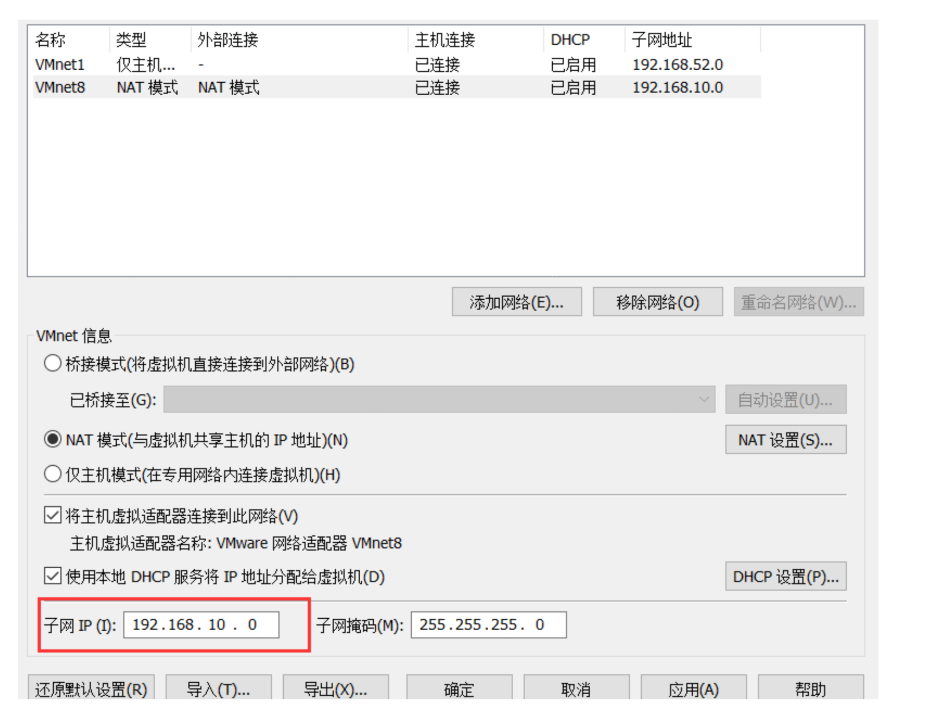 名称 类型 外部连接 主机连接 DHCP 子网地址
VMnet1 仅主机... - 已连接 已启用 192.168.52.0
VMnet8 NAT 模式 NAT 模式 已连接 已启用 192.168.10.0
添加网络(E)... 移除网络(O) 重命名网络(W)...
VMnet 信息
桥接模式(将虚拟机直接连接到外部网络)(B)
已桥接至(G): 自动设置(U)...
NAT 模式(与虚拟机共享主机的 IP 地址)(N) NAT 设置(S)...
仅主机模式(在专用网络内连接虚拟机)(H)
将主机虚拟适配器连接到此网络(V)
主机虚拟适配器名称: VMware 网络适配器 VMnet8
使用本地 DHCP 服务将 IP 地址分配给虚拟机(D) DHCP 设置(P)...
子网 IP (I): 192.168. 10 . 0 子网掩码(M): 255.255.255. 0
还原默认设置(R) 导入(T)... 导出(X)... 确定 取消 应用(A) 帮助